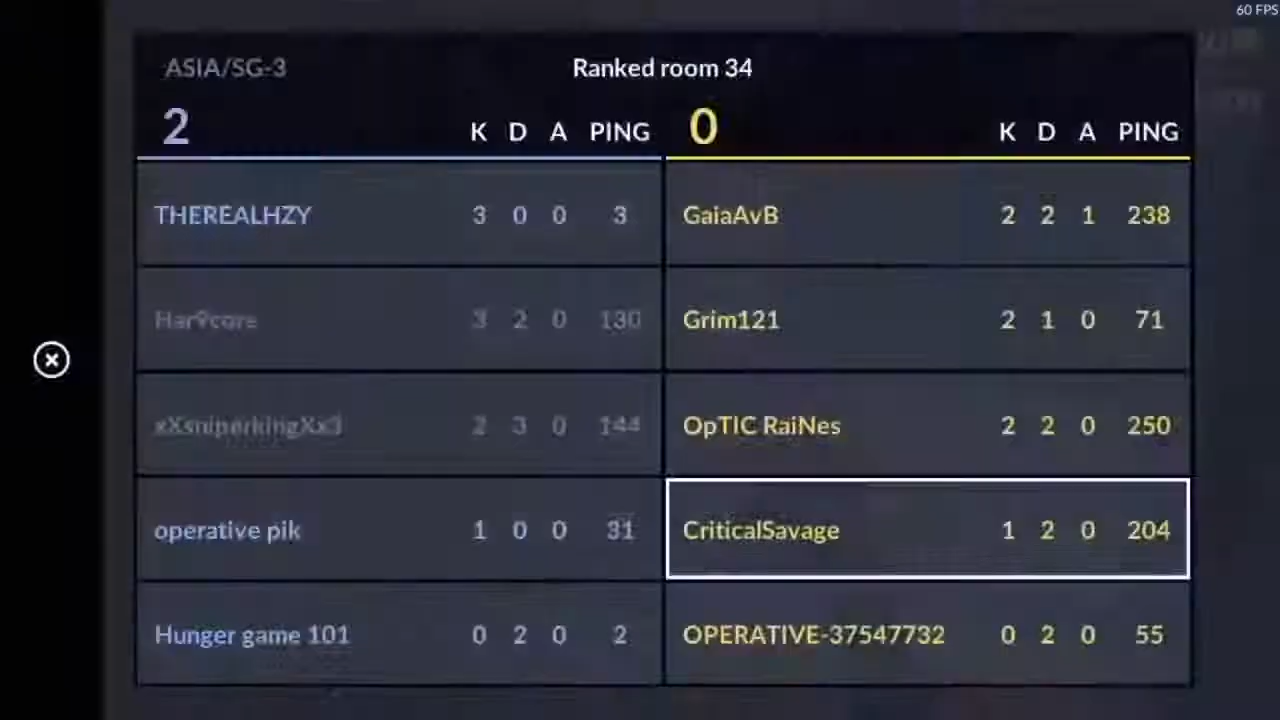 60 FPS
ASIA/SG-3 Ranked room 34
2 K D A PING 0 K D A PING
THEREALHZY 3 0 0 3 GaiaAvB 2 2 1 238
Har9core 3 2 0 130 Grim121 2 1 0 71
xXsniperkingXx3 2 3 0 144 OpTIC RaiNes 2 2 0 250
operative pik 1 0 0 31 CriticalSavage 1 2 0 204
Hunger game 101 0 2 0 2 OPERATIVE-37547732 0 2 0 55